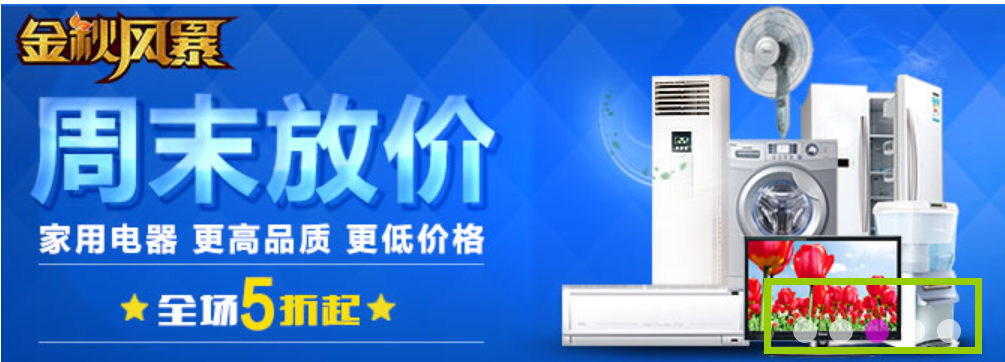 金秋风暴
周末放价
家用电器 更高品质 更低价格
★全场5折起★